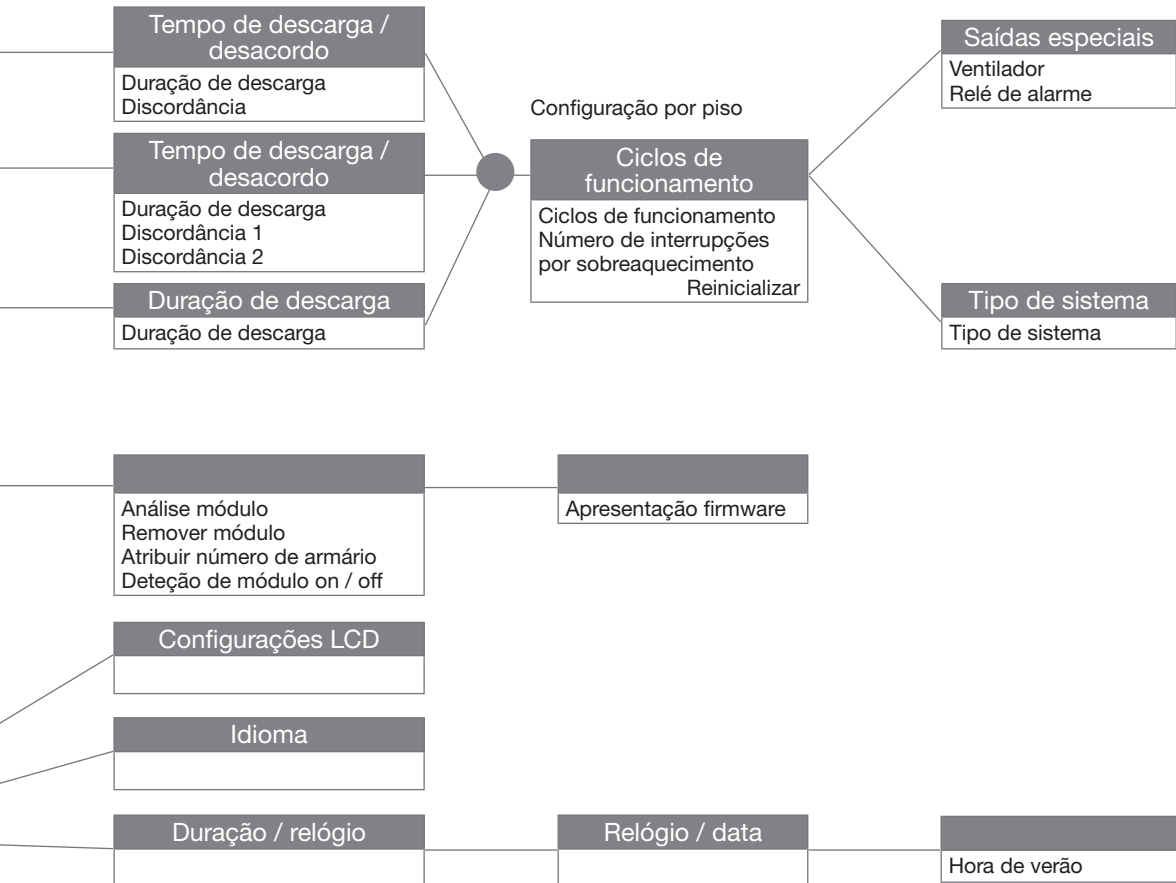 Tempo de descarga /
desacordo
Duração de descarga
Discordância
Tempo de descarga /
desacordo
Duração de descarga
Discordância 1
Discordância 2
Duração de descarga
Duração de descarga
Configuração por piso
Ciclos de
funcionamento
Ciclos de funcionamento
Número de interrupções
por sobreaquecimento
Reinicializar
Saídas especiais
Ventilador
Relé de alarme
Tipo de sistema
Tipo de sistema
Análise módulo
Remover módulo
Atribuir número de armário
Deteção de módulo on / off
Apresentação firmware
Configurações LCD
Idioma
Duração / relógio
Relógio / data
Hora de verão